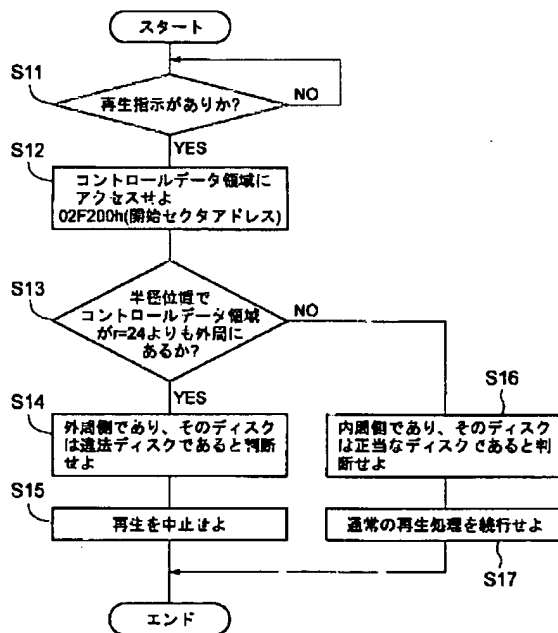 スタート
S11
再生指示がありか?
NO
YES
S12
コントロールデータ領域に
アクセスせよ
02F200h(開始セクタアドレス)
S13
半径位置で
コントロールデータ領域
がr=24よりも外周に
あるか?
NO
YES
S14
外周側であり、そのディスク
は違法ディスクであると判断
せよ
S16
内周側であり、そのディスク
は正当なディスクであると判
断せよ
S15
再生を中止せよ
通常の再生処理を続行せよ
S17
エンド